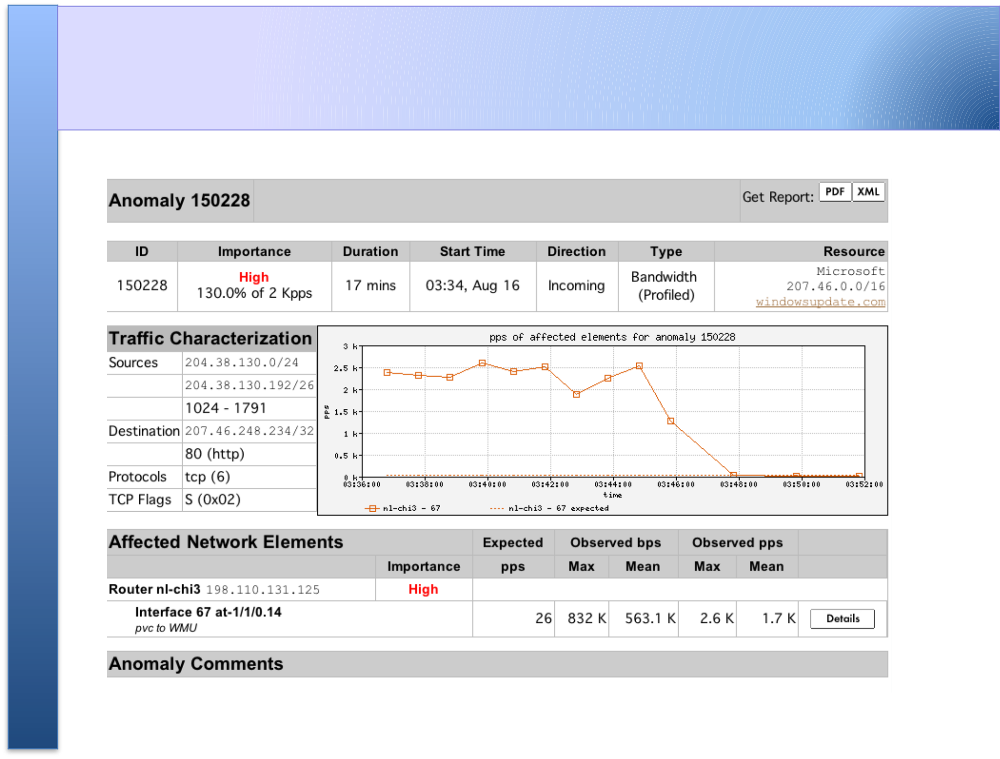 Anomaly 150228
Get Report: PDF XML
ID Importance Duration Start Time Direction Type Resource
150228 High 130.0% of 2 Kpps 17 mins 03:34, Aug 16 Incoming Bandwidth (Profiled) Microsoft 207.46.0.0/16 windowsupdate.com
Traffic Characterization
Sources 204.38.130.0/24
204.38.130.192/26
1024 - 1791
Destination 207.46.248.234/32
80 (http)
Protocols tcp (6)
TCP Flags S (0x02)
pps of affected elements for anomaly 150228
3 k
2.5 k
2 k
1.5 k
1 k
0.5 k
0 k
pps
03:36:00 03:38:00 03:40:00 03:42:00 03:44:00 03:46:00 03:48:00 03:50:00 03:52:00
time
nl-chi3 - 67 nl-chi3 - 67 expected
Affected Network Elements Expected Observed bps Observed pps
Importance pps Max Mean Max Mean
Router nl-chi3 198.110.131.125 High
Interface 67 at-1/1/0.14 26 832 K 563.1 K 2.6 K 1.7 K Details
pvc to WMU
Anomaly Comments